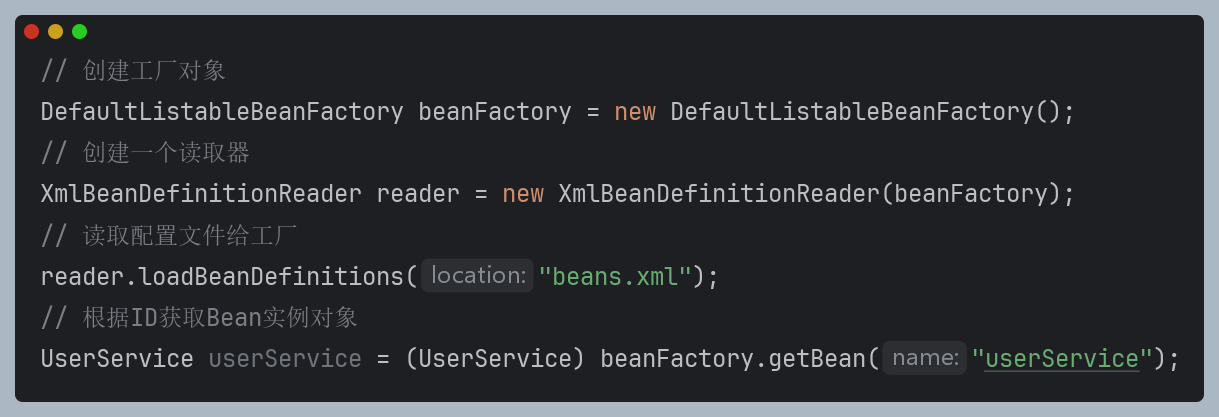 // 创建工厂对象
DefaultListableBeanFactory beanFactory = new DefaultListableBeanFactory();
// 创建一个读取器
XmlBeanDefinitionReader reader = new XmlBeanDefinitionReader(beanFactory);
// 读取配置文件给工厂
reader.loadBeanDefinitions( location: "beans.xml");
// 根据ID获取Bean实例对象
UserService userService = (UserService) beanFactory.getBean( name: "userService");